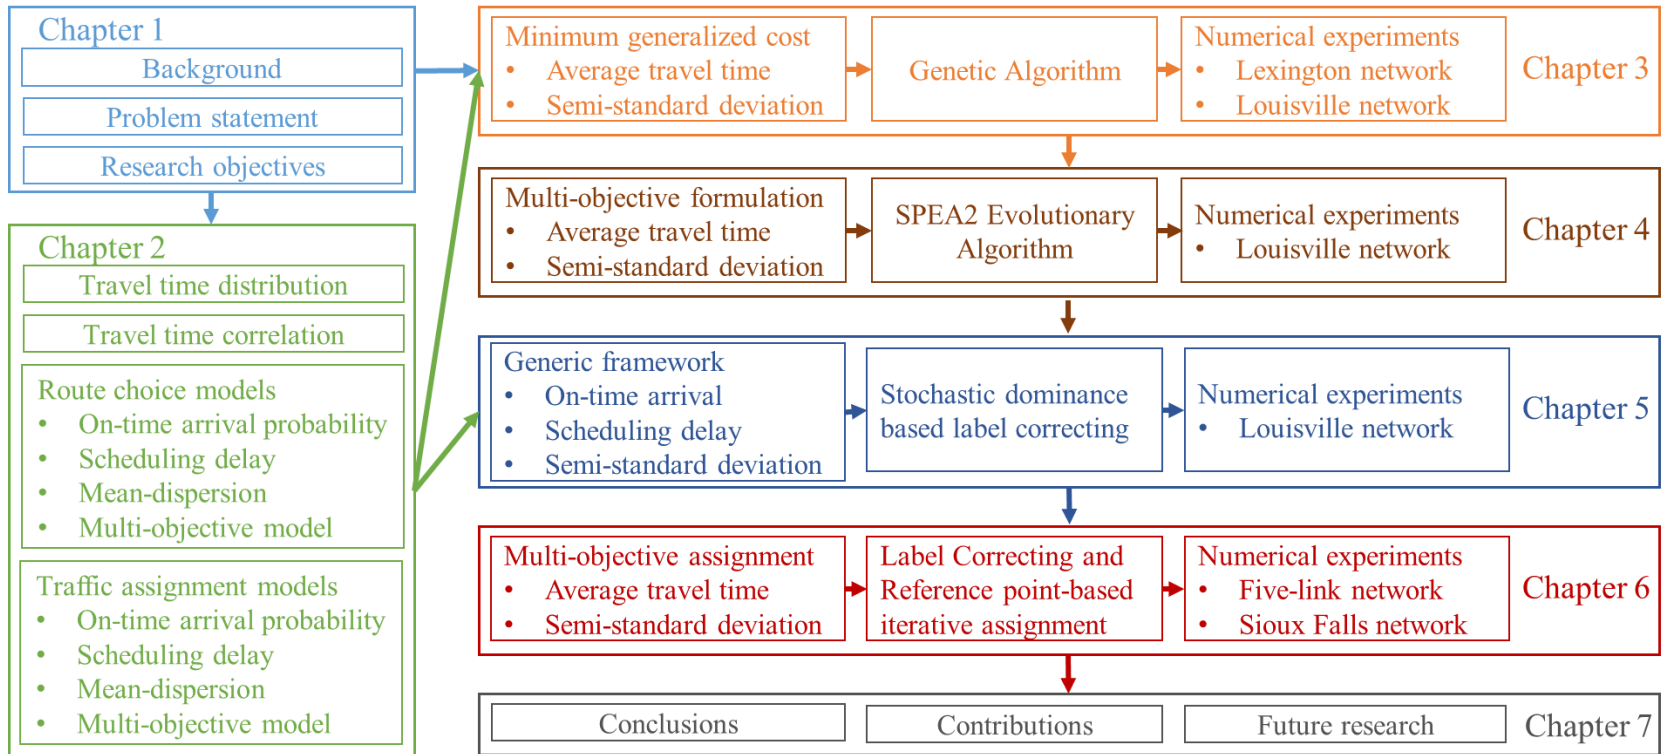 Chapter 1
Background
Problem statement
Research objectives
Chapter 2
Travel time distribution
Travel time correlation
Route choice models
• On-time arrival probability
• Scheduling delay
• Mean-dispersion
• Multi-objective model
Traffic assignment models
• On-time arrival probability
• Scheduling delay
• Mean-dispersion
• Multi-objective model
Minimum generalized cost
• Average travel time
• Semi-standard deviation
Genetic Algorithm
Numerical experiments
• Lexington network
• Louisville network
Chapter 3
Multi-objective formulation
• Average travel time
• Semi-standard deviation
SPEA2 Evolutionary
Algorithm
Numerical experiments
• Louisville network
Chapter 4
Generic framework
• On-time arrival
• Scheduling delay
• Semi-standard deviation
Stochastic dominance
based label correcting
Numerical experiments
• Louisville network
Chapter 5
Multi-objective assignment
• Average travel time
• Semi-standard deviation
Label Correcting and
Reference point-based
iterative assignment
Numerical experiments
• Five-link network
• Sioux Falls network
Chapter 6
Conclusions
Contributions
Future research
Chapter 7